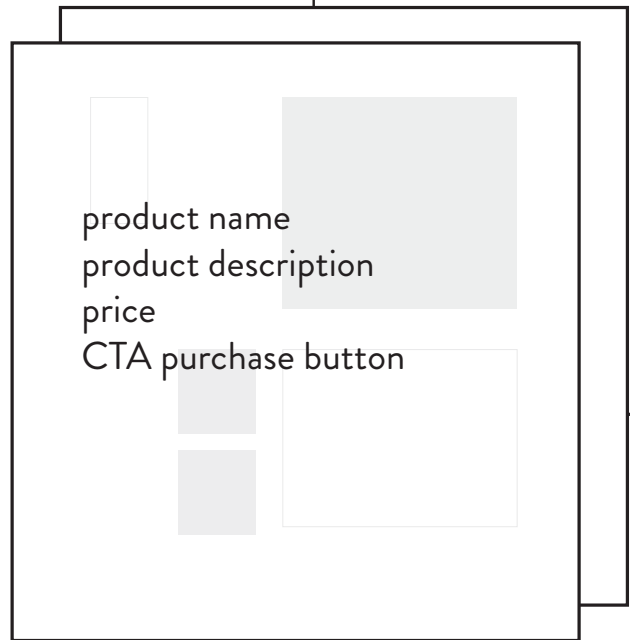 product name
product description
price
CTA purchase button